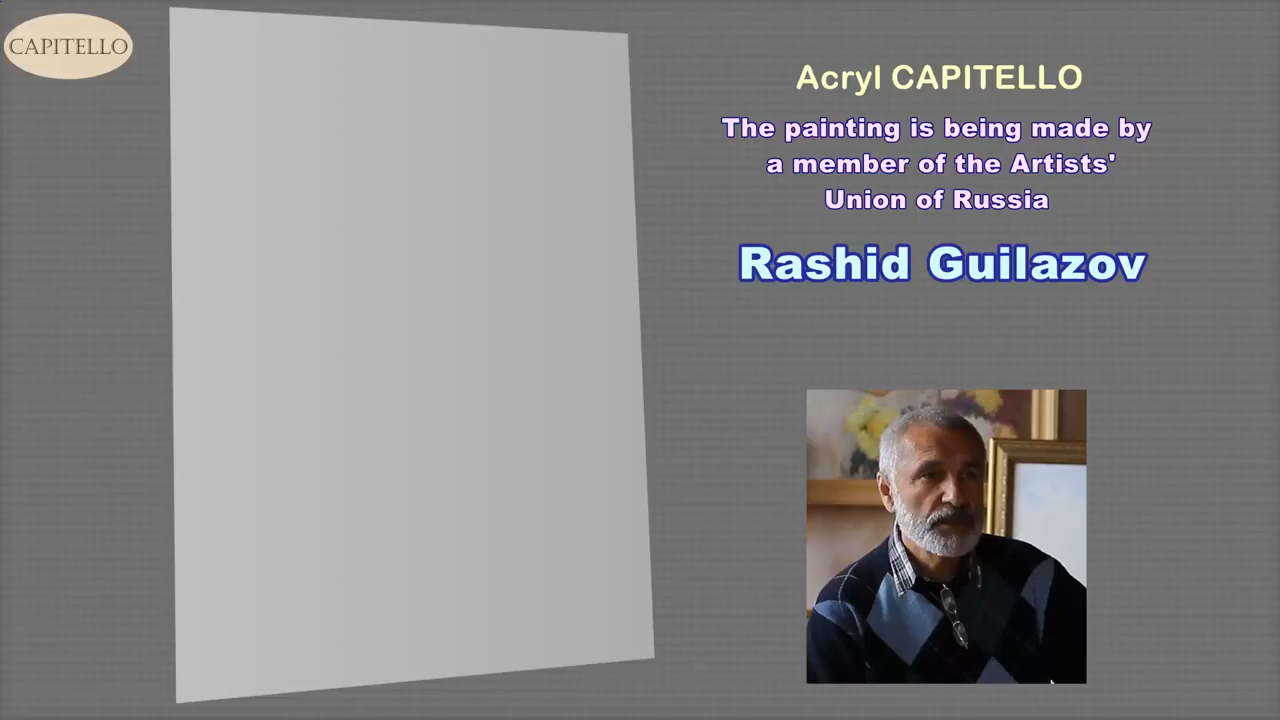 CAPITELLO
Acryl CAPITELLO
The painting is being made by
a member of the Artists'
Union of Russia
Rashid Guilazov